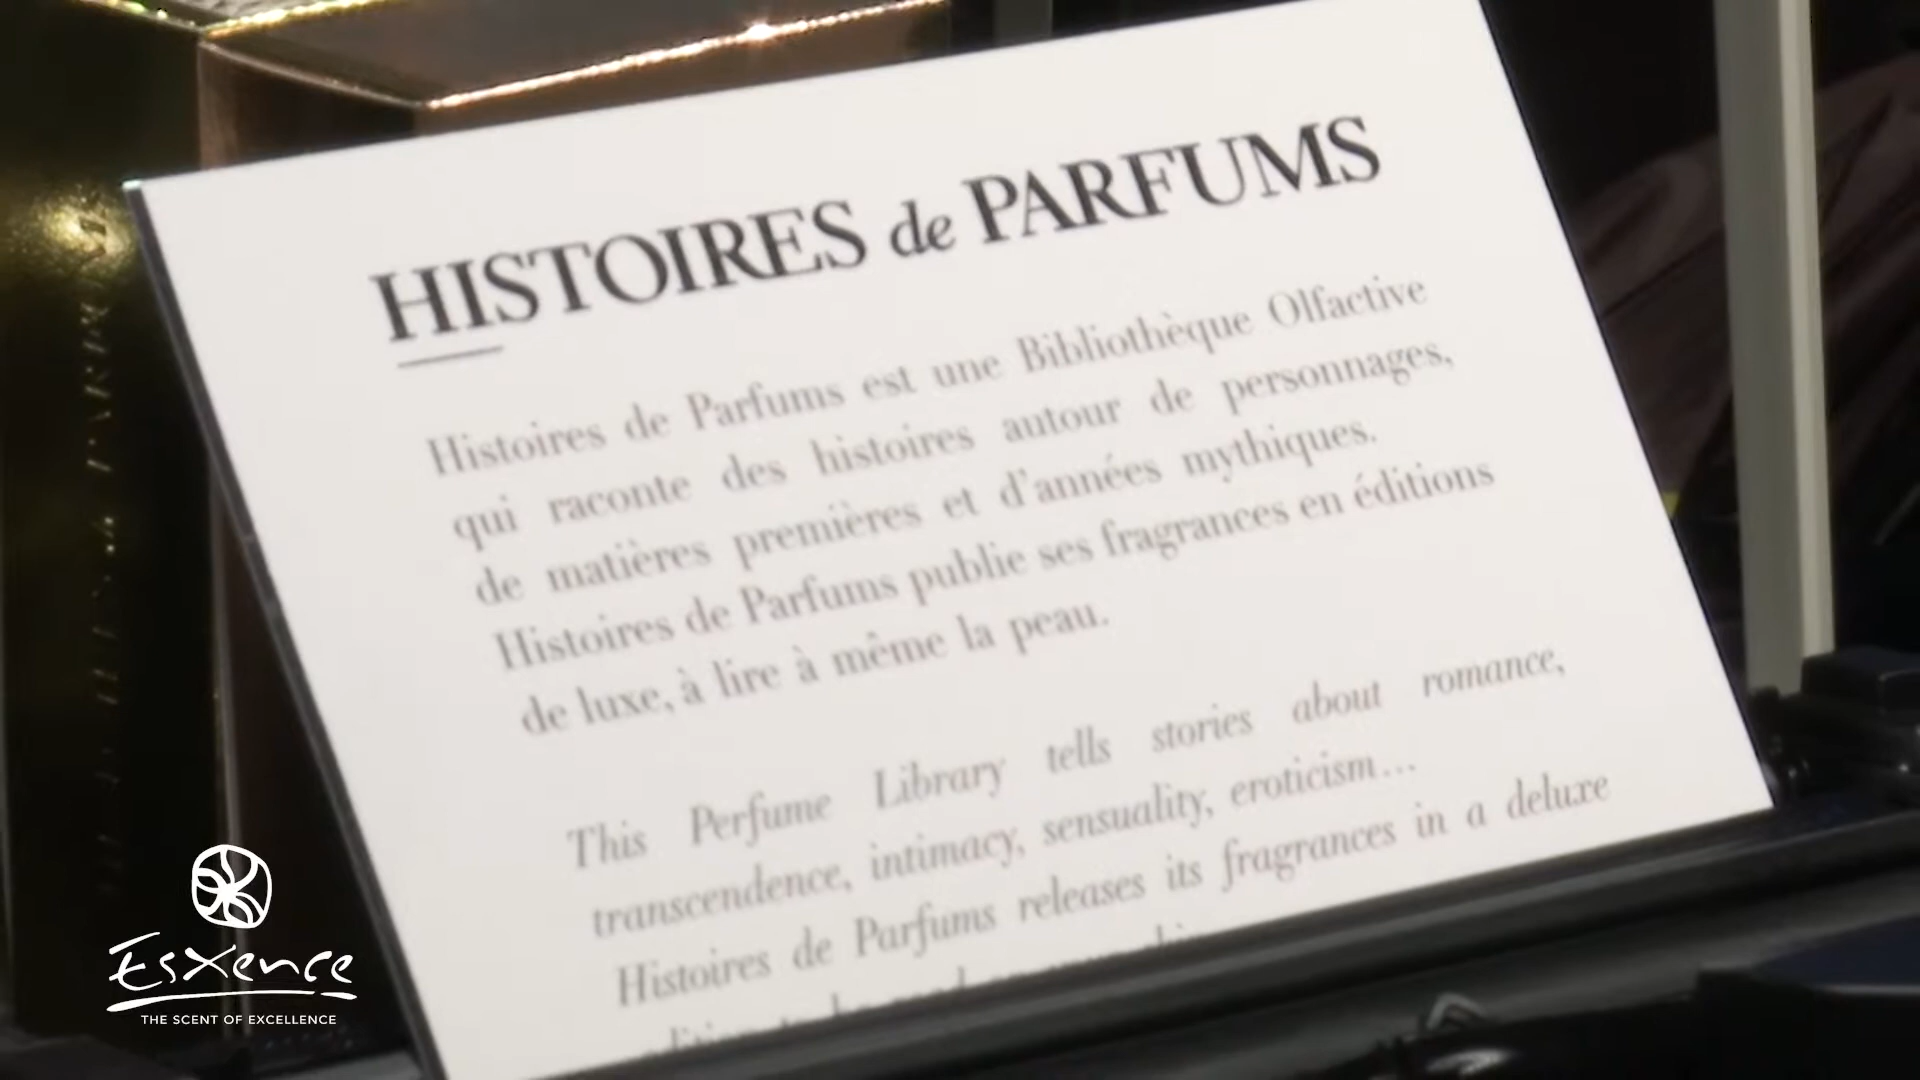 HISTOIRES de PARFUMS
Histoires de Parfums est une Bibliothèque Olfactive
qui raconte des histoires autour de personnages,
de matières premières et d'années mythiques.
Histoires de Parfums publie ses fragrances en éditions
de luxe, à lire à même la peau.
This Perfume Library tells stories about romance,
transcendence, intimacy, sensuality, eroticism...
Histoires de Parfums releases its fragrances in a deluxe
Esxence
THE SCENT OF EXCELLENCE